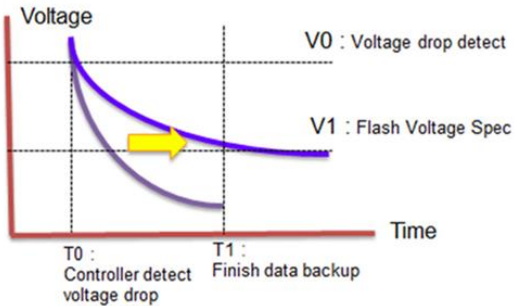 Voltage
V0 : Voltage drop detect
V1 : Flash Voltage Spec
Time
T0 :
Controller detect
voltage drop
T1 :
Finish data backup